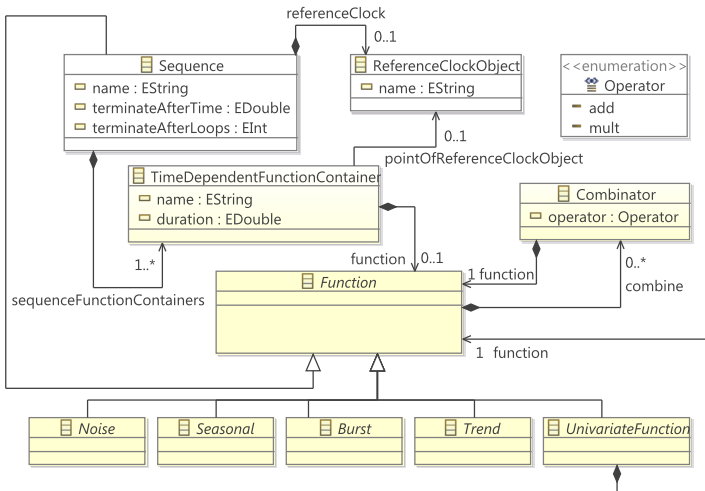 referenceClock
0..1
Sequence
name : EString
terminateAfterTime : EDouble
terminateAfterLoops : EInt
ReferenceClockObject
name : EString
<<enumeration>>
Operator
add
mult
0..1
pointOfReferenceClockObject
TimeDependentFunctionContainer
name : EString
duration : EDouble
Combinator
operator : Operator
1..*
sequenceFunctionContainers
function 0..1
1 function
0..*
combine
Function
1 function
Noise
Seasonal
Burst
Trend
UnivariateFunction